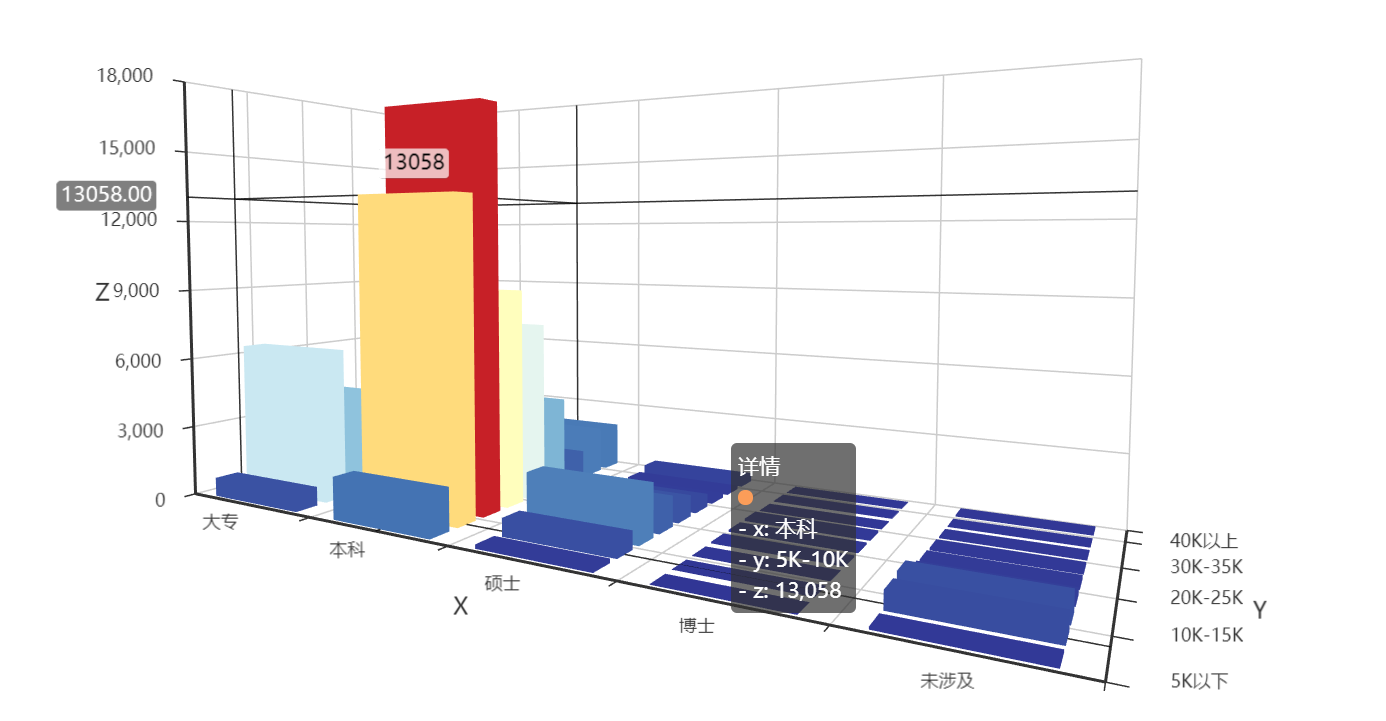 18,000
15,000
13058
13058.00
12,000
Z
9,000
6,000
3,000
0
大专
本科
硕士
博士
未涉及
X
详情
- x: 本科
- y: 5K-10K
- z: 13,058
40K以上
30K-35K
20K-25K
Y
10K-15K
5K以下